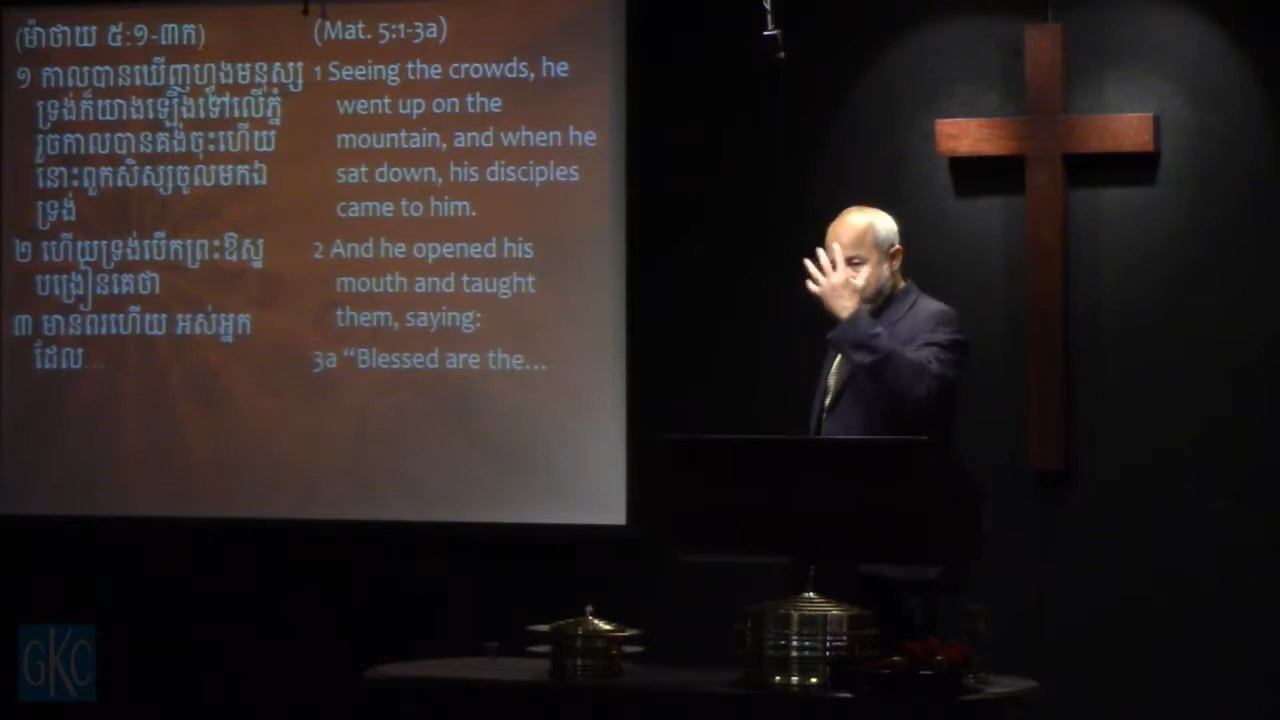 (ម៉ាថាយ ៥:១-៣ក)
១ កាលបានឃើញហ្វូងមនុស្ស
ទ្រង់ក៏យាងឡើងទៅលើភ្នំ
រួចកាលបានគង់ចុះហើយ
នោះពួកសិស្សចូលមកឯ
ទ្រង់
២ ហើយទ្រង់បើកព្រះឱស្ឋ
បង្រៀនគេថា
៣ មានពរហើយ អស់អ្នក
ដែល...
(Mat. 5:1-3a)
1 Seeing the crowds, he
went up on the
mountain, and when he
sat down, his disciples
came to him.
2 And he opened his
mouth and taught
them, saying:
3a “Blessed are the...
GKC